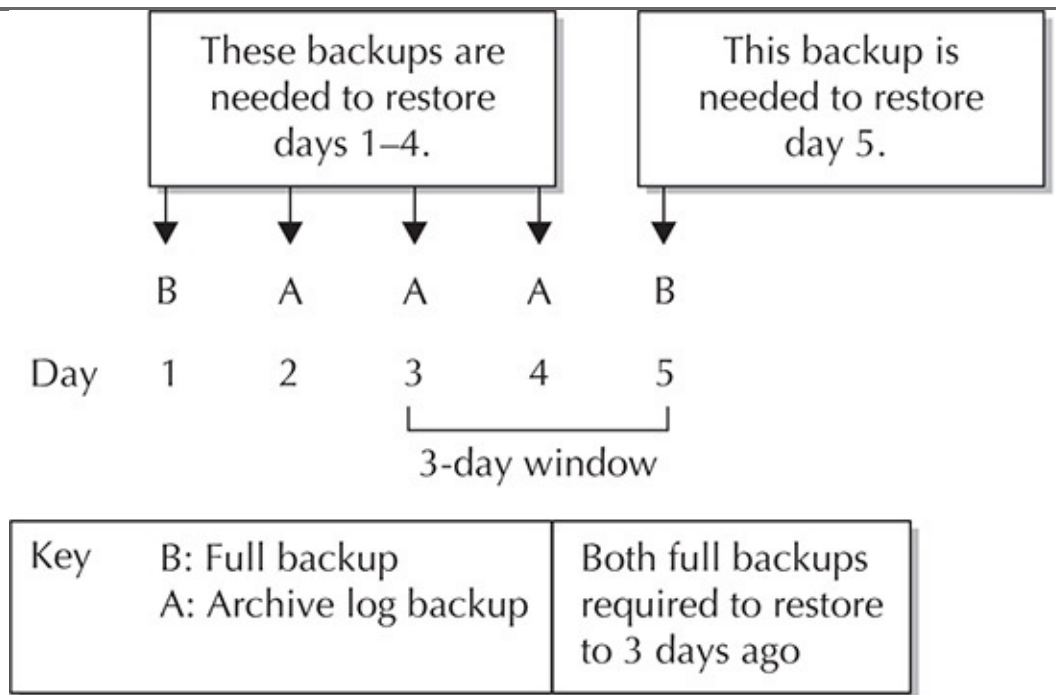 These backups are
needed to restore
days 1–4.
This backup is
needed to restore
day 5.
B A A A B
Day 1 2 3 4 5
3-day window
Key B: Full backup
A: Archive log backup
Both full backups
required to restore
to 3 days ago